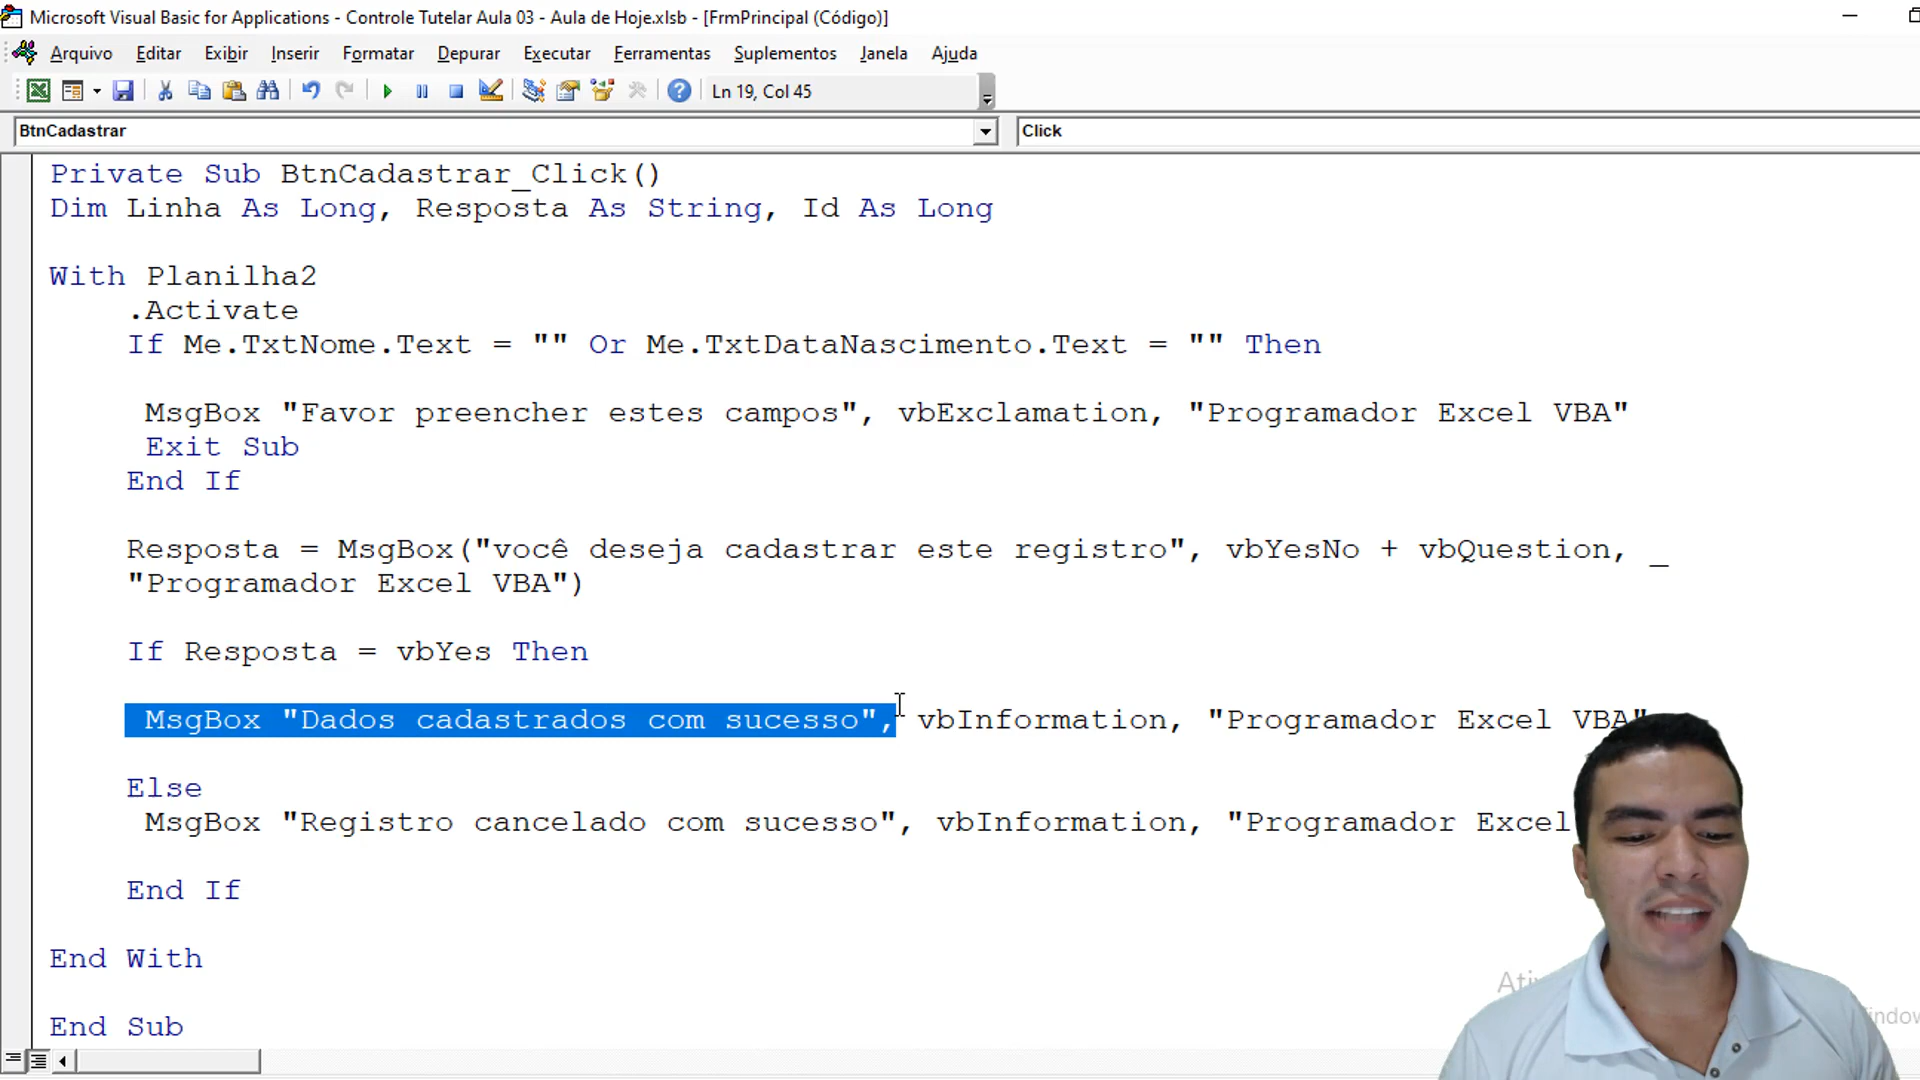 Microsoft Visual Basic for Applications - Controle Tutelar Aula 03 - Aula de Hoje.xlsb - [FrmPrincipal (Código)]
Arquivo Editar Exibir Inserir Formatar Depurar Executar Ferramentas Suplementos Janela Ajuda
Ln 19, Col 45
BtnCadastrar Click
Private Sub BtnCadastrar_Click()
Dim Linha As Long, Resposta As String, Id As Long
With Planilha2
.Activate
If Me.TxtNome.Text = "" Or Me.TxtDataNascimento.Text = "" Then
MsgBox "Favor preencher estes campos", vbExclamation, "Programador Excel VBA"
Exit Sub
End If
Resposta = MsgBox("você deseja cadastrar este registro", vbYesNo + vbQuestion, _
"Programador Excel VBA")
If Resposta = vbYes Then
MsgBox "Dados cadastrados com sucesso", vbInformation, "Programador Excel VBA"
Else
MsgBox "Registro cancelado com sucesso", vbInformation, "Programador Excel
End If
End With
End Sub